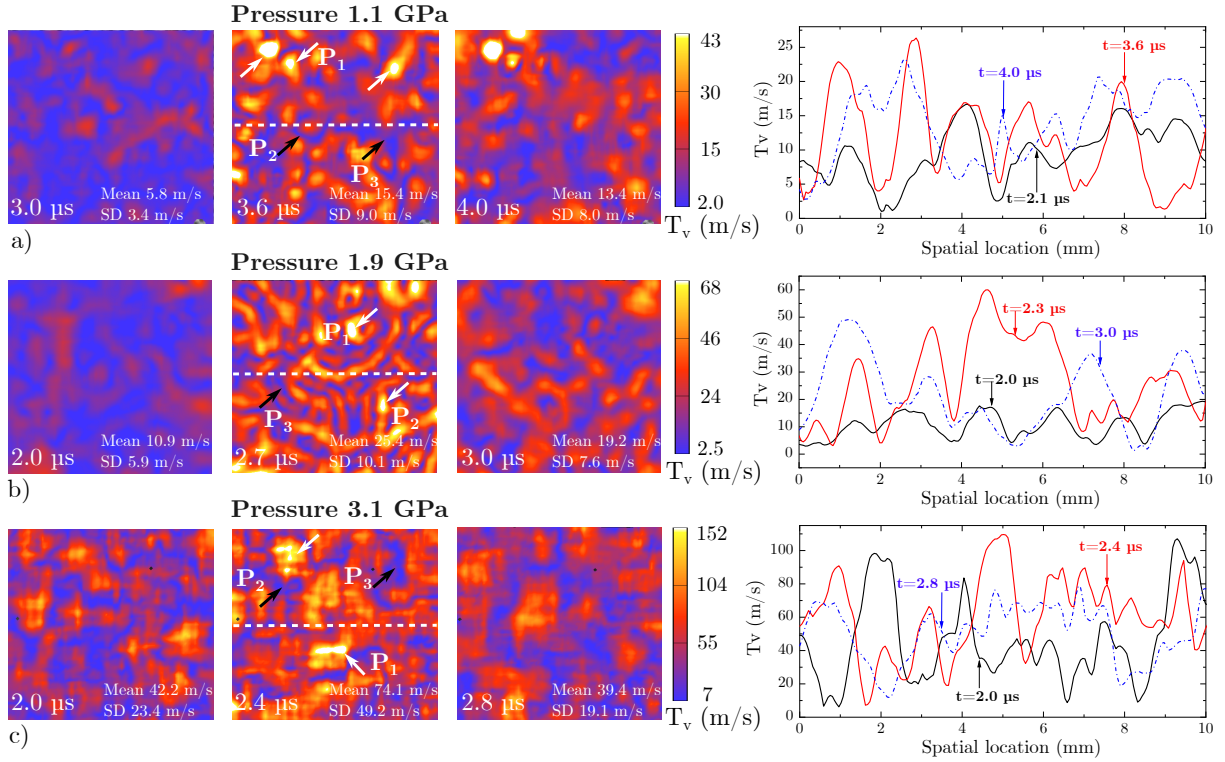 Pressure 1.1 GPa
P1
P2
P3
3.0 µs
Mean 5.8 m/s
SD 3.4 m/s
3.6 µs
Mean 15.4 m/s
SD 9.0 m/s
4.0 µs
Mean 13.4 m/s
SD 8.0 m/s
43
30
15
2.0
Tv (m/s)
a)
Tv (m/s)
25
20
15
10
5
0
t=3.6 µs
t=4.0 µs
t=2.1 µs
0 2 4 6 8 10
Spatial location (mm)
Pressure 1.9 GPa
P1
P3
P2
2.0 µs
Mean 10.9 m/s
SD 5.9 m/s
2.7 µs
Mean 25.4 m/s
SD 10.1 m/s
3.0 µs
Mean 19.2 m/s
SD 7.6 m/s
68
46
24
2.5
Tv (m/s)
b)
Tv (m/s)
60
50
40
30
20
10
0
t=2.3 µs
t=3.0 µs
t=2.0 µs
0 2 4 6 8 10
Spatial location (mm)
Pressure 3.1 GPa
P2
P3
P1
2.0 µs
Mean 42.2 m/s
SD 23.4 m/s
2.4 µs
Mean 74.1 m/s
SD 49.2 m/s
2.8 µs
Mean 39.4 m/s
SD 19.1 m/s
152
104
55
7
Tv (m/s)
c)
Tv (m/s)
100
80
60
40
20
0
t=2.4 µs
t=2.8 µs
t=2.0 µs
0 2 4 6 8 10
Spatial location (mm)